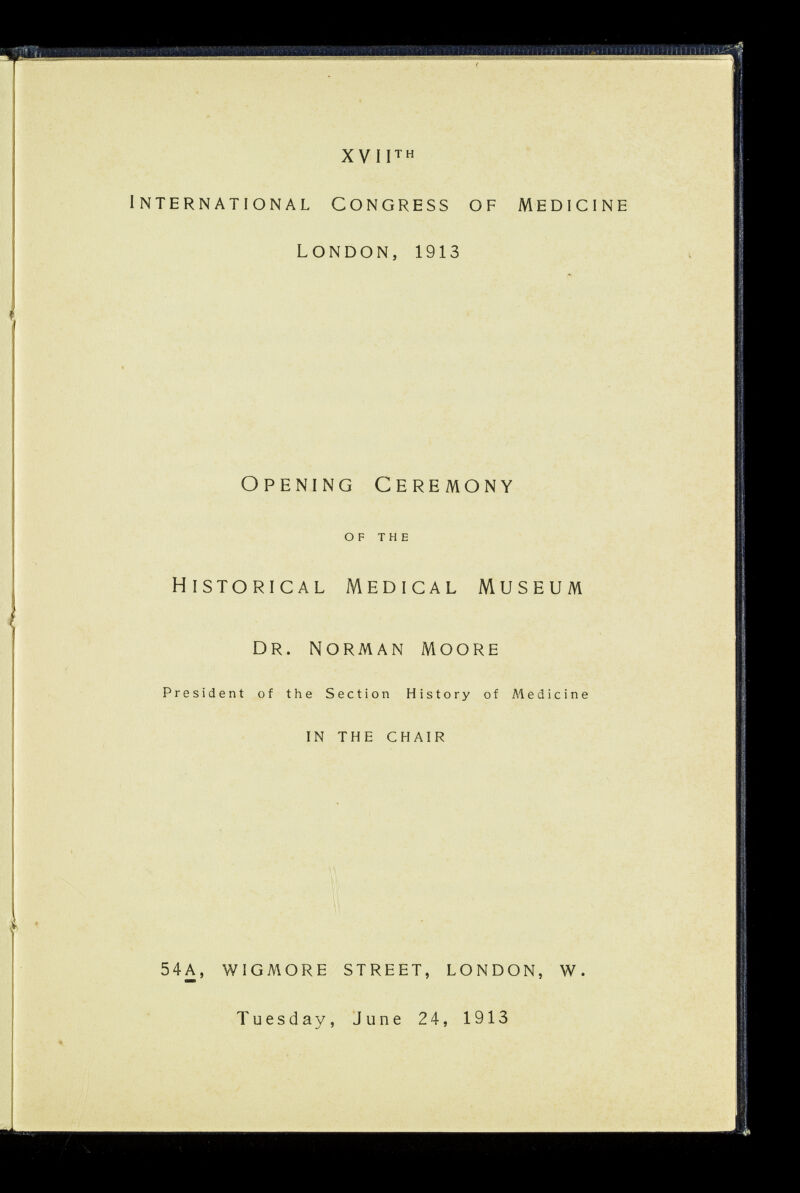 XVIITH
INTERNATIONAL CONGRESS OF MEDICINE
LONDON, 1913
OPENING CEREMONY
OF THE
HISTORICAL MEDICAL MUSEUM
DR. NORMAN MOORE
President of the Section History of Medicine
IN THE CHAIR
54A, WIGMORE STREET, LONDON, W.
Tuesday, June 24, 1913